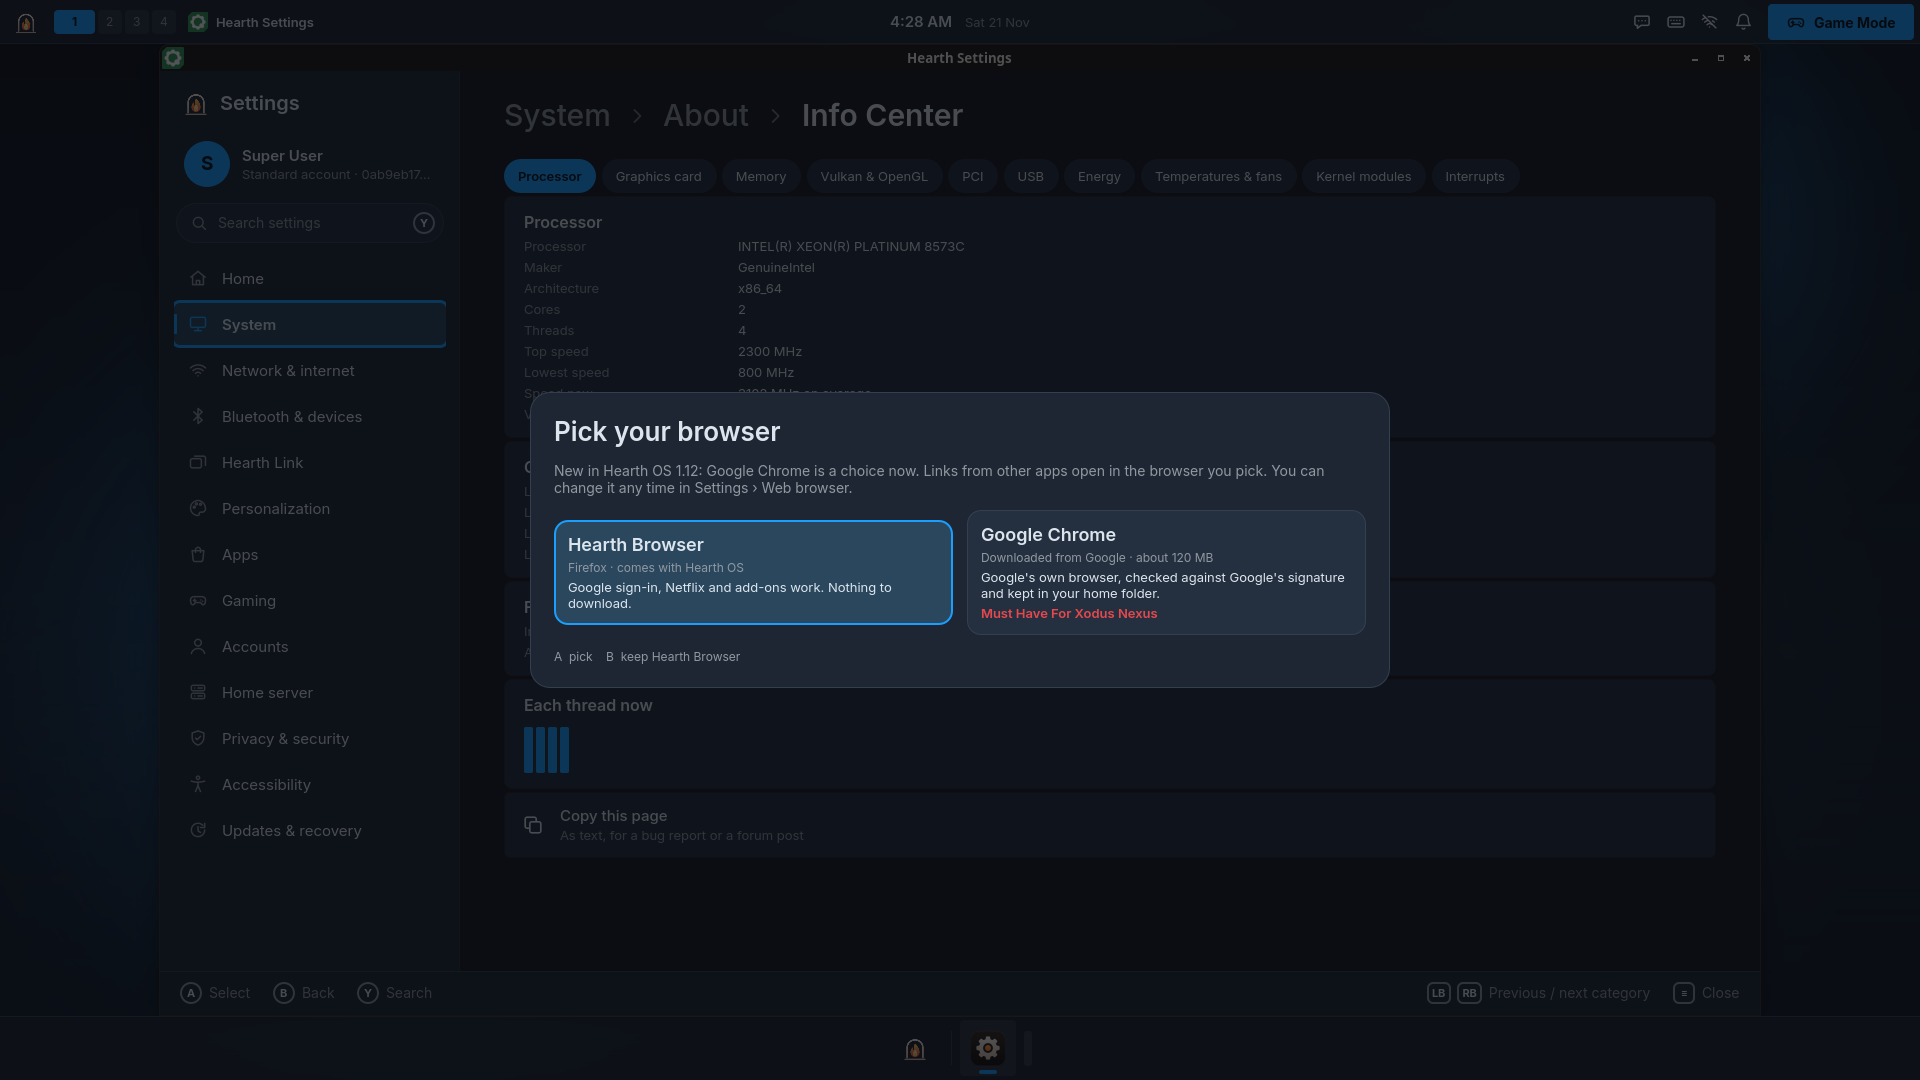 1 2 3 4 Hearth Settings
4:28 AM Sat 21 Nov
Game Mode
Hearth Settings
Settings
S
Super User
Standard account · 0ab9eb17...
Search settings Y
Home
System
Network & internet
Bluetooth & devices
Hearth Link
Personalization
Apps
Gaming
Accounts
Home server
Privacy & security
Accessibility
Updates & recovery
System > About > Info Center
Processor Graphics card Memory Vulkan & OpenGL PCI USB Energy Temperatures & fans Kernel modules Interrupts
Processor
Processor INTEL(R) XEON(R) PLATINUM 8573C
Maker GenuineIntel
Architecture x86_64
Cores 2
Threads 4
Top speed 2300 MHz
Lowest speed 800 MHz
Pick your browser
New in Hearth OS 1.12: Google Chrome is a choice now. Links from other apps open in the browser you pick. You can
change it any time in Settings › Web browser.
Hearth Browser
Firefox · comes with Hearth OS
Google sign-in, Netflix and add-ons work. Nothing to
download.
Google Chrome
Downloaded from Google · about 120 MB
Google's own browser, checked against Google's signature
and kept in your home folder.
Must Have For Xodus Nexus
A pick B keep Hearth Browser
Each thread now
Copy this page
As text, for a bug report or a forum post
A Select B Back Y Search
LB RB Previous / next category ≡ Close